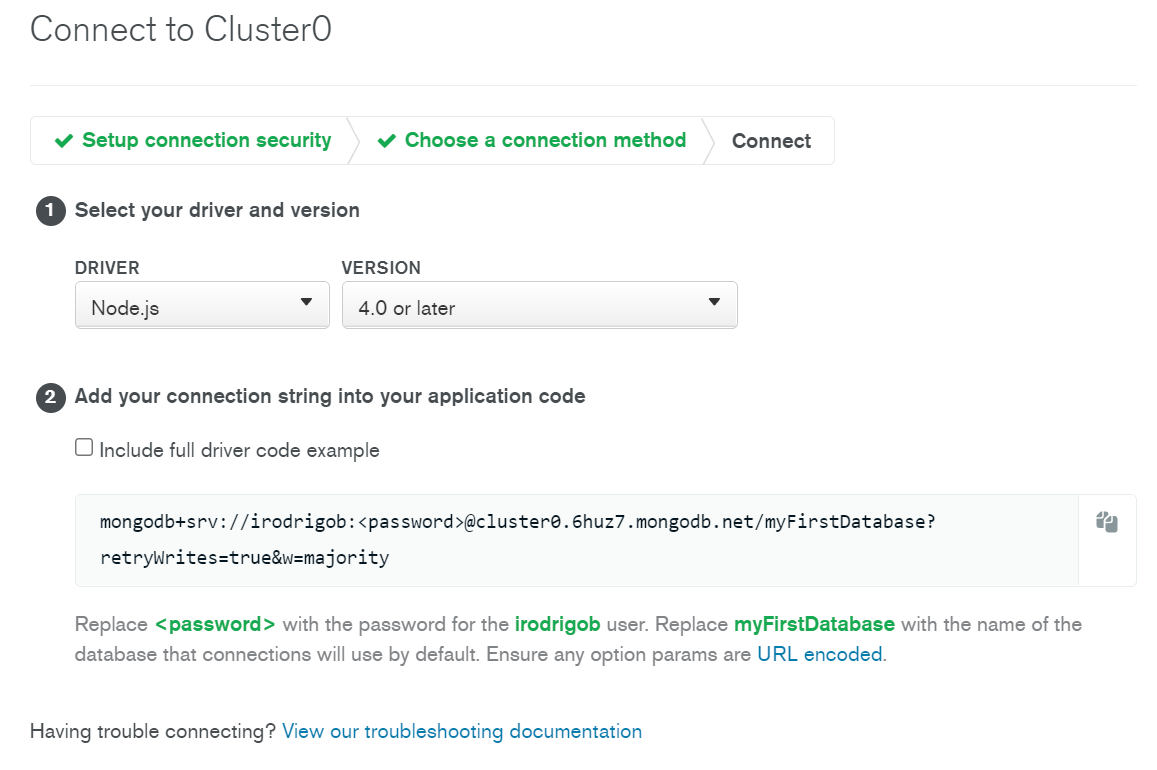 Connect to Cluster0
Setup connection security
Choose a connection method
Connect
1 Select your driver and version
DRIVER
VERSION
Node.js
4.0 or later
2 Add your connection string into your application code
Include full driver code example
mongodb+srv://irodrigob:<password>@cluster0.6huz7.mongodb.net/myFirstDatabase?
retryWrites=true&w=majority
Replace <password> with the password for the irodrigob user. Replace myFirstDatabase with the name of the
database that connections will use by default. Ensure any option params are URL encoded.
Having trouble connecting? View our troubleshooting documentation